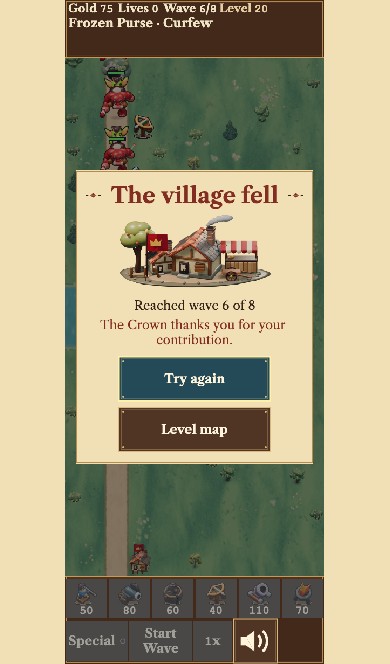 Gold 75 Lives 0 Wave 6/8 Level 20
Frozen Purse · Curfew
The village fell
Reached wave 6 of 8
The Crown thanks you for your
contribution.
Try again
Level map
50 80 60 40 110 70
Special Start Wave 1x